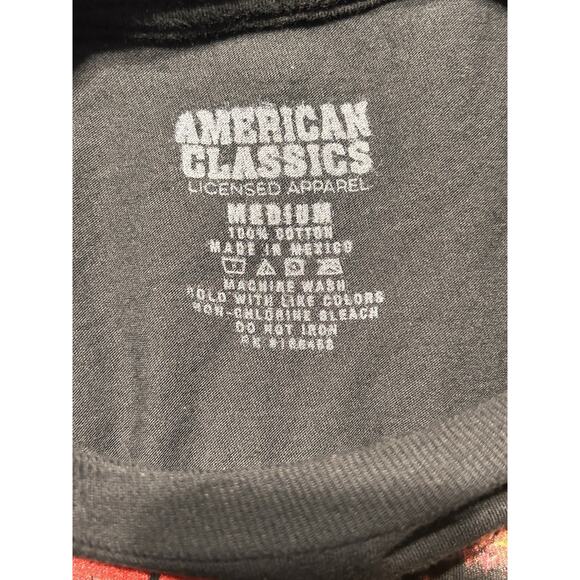 AMERICAN
CLASSICS
LICENSED APPAREL
MEDIUM
100% COTTON
MADE IN MEXICO
MACHINE WASH
COLD WITH LIKE COLORS
NON-CHLORINE BLEACH
DO NOT IRON